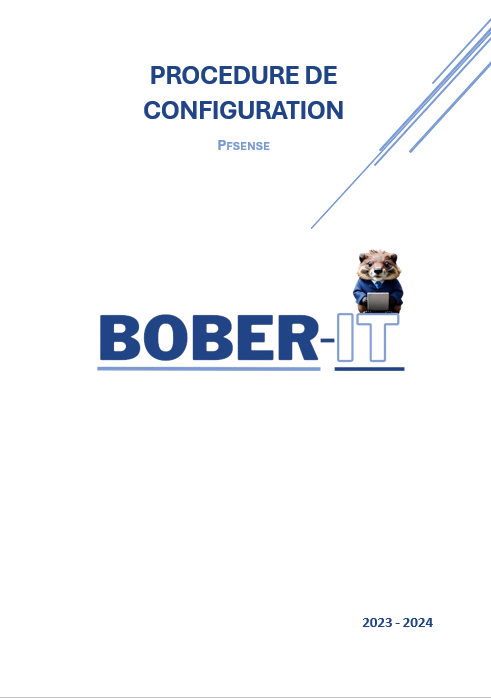 PROCEDURE DE
CONFIGURATION
PFSENSE
BOBER-IT
2023 - 2024